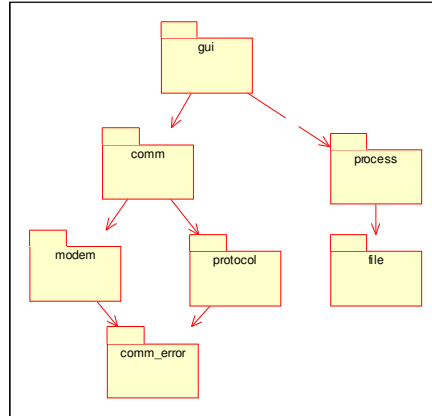 gui
comm
process
modem
protocol
file
comm_error